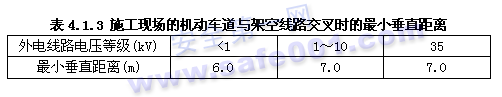 表 4.1.3 施工现场的机动车道与架空线路交叉时的最小垂直距离
外电线路电压等级(kV) <1 1～10 35
最小垂直距离(m) 6.0 7.0 7.0